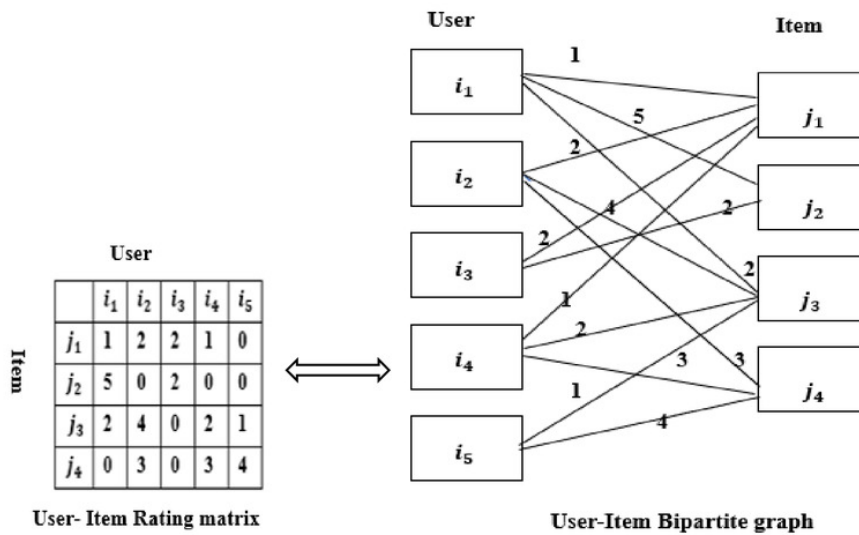 User
Item
i₁
i₂
i₃
i₄
i₅
j₁
j₂
j₃
j₄
1
5
2
4
2
2
2
1
2
3
3
1
4
User
Item
i₁ i₂ i₃ i₄ i₅
j₁ 1 2 2 1 0
j₂ 5 0 2 0 0
j₃ 2 4 0 2 1
j₄ 0 3 0 3 4
User- Item Rating matrix
User-Item Bipartite graph